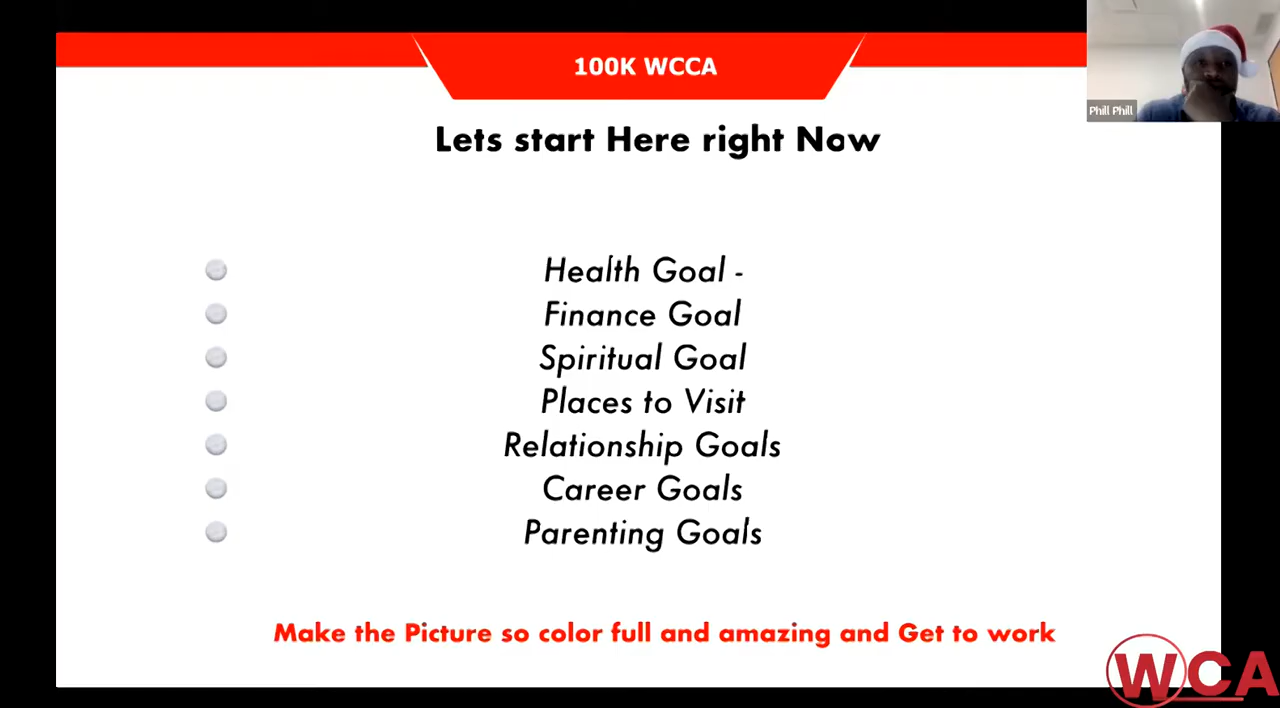 100K WCCA
Phill Phill
Lets start Here right Now
Health Goal -
Finance Goal
Spiritual Goal
Places to Visit
Relationship Goals
Career Goals
Parenting Goals
Make the Picture so color full and amazing and Get to work
WCA